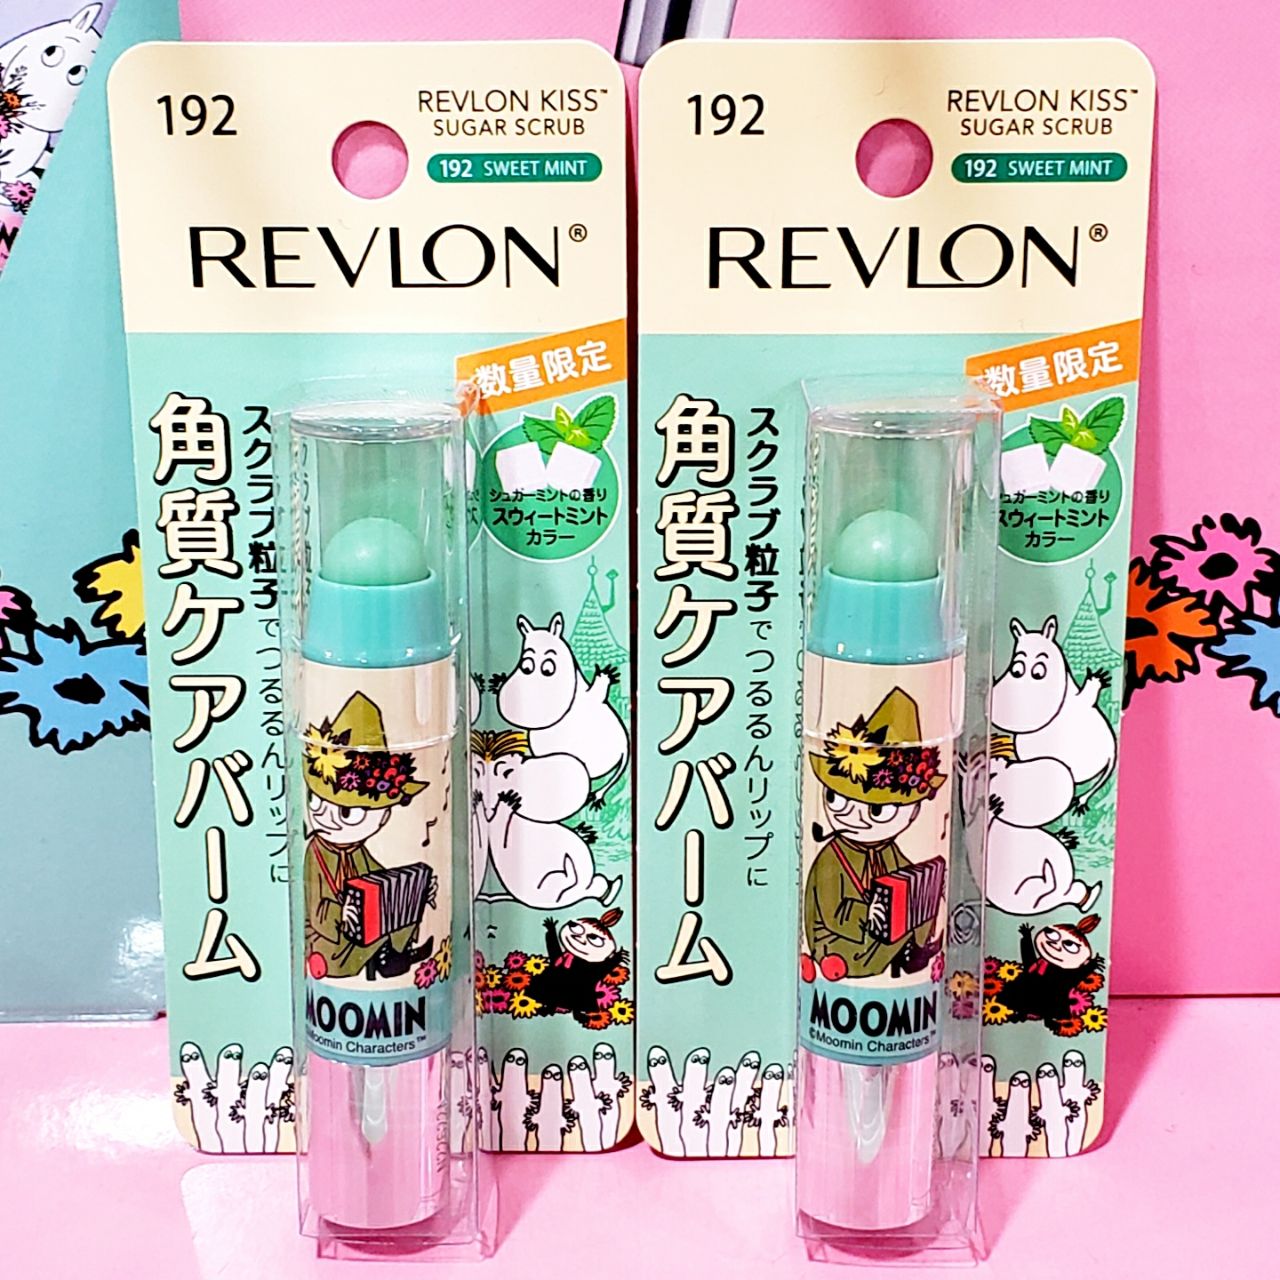 192
REVLON KISS™
SUGAR SCRUB
192 SWEET MINT
REVLON®
数量限定
角質ケアバーム
スクラブ粒子でつるるんリップに
シュガーミントの香り
スウィートミント
カラー
MOOMIN
Moomin Characters™
192
REVLON KISS™
SUGAR SCRUB
192 SWEET MINT
REVLON®
数量限定
角質ケアバーム
スクラブ粒子でつるるんリップに
シュガーミントの香り
スウィートミント
カラー
MOOMIN
©Moomin Characters™